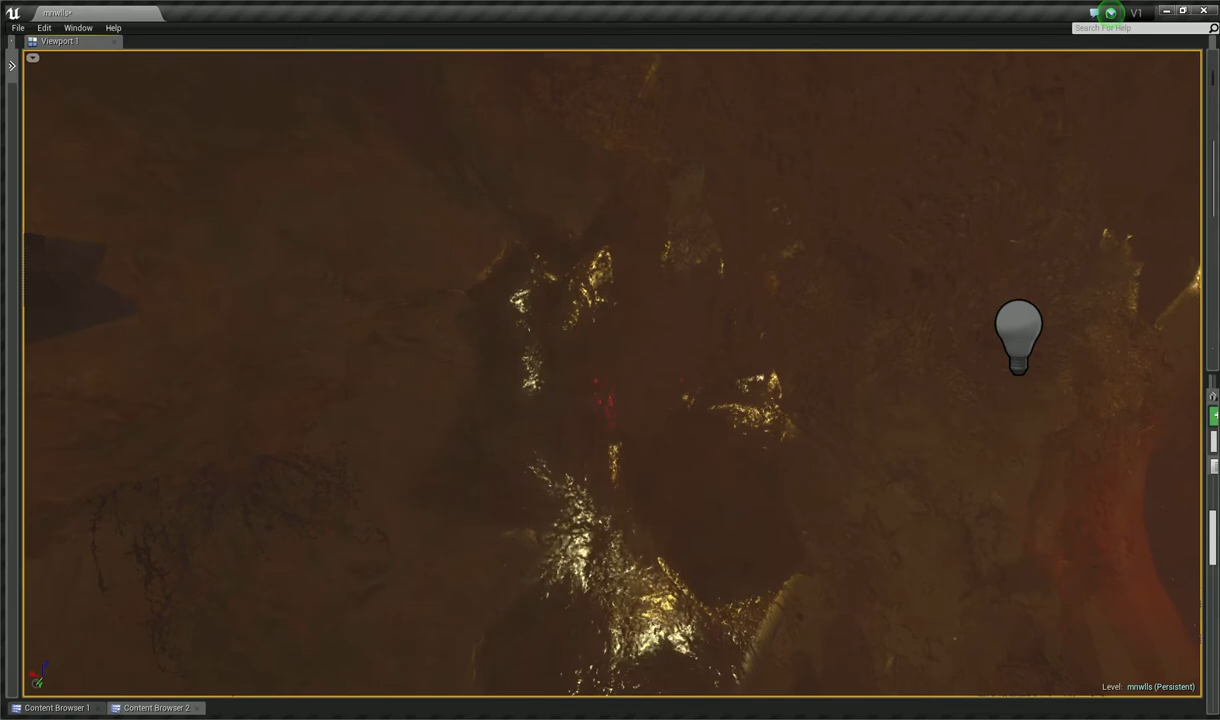 mnwlls*
V1
File Edit Window Help
Search For Help
Viewport 1
Level: mnwlls (Persistent)
Content Browser 1 Content Browser 2